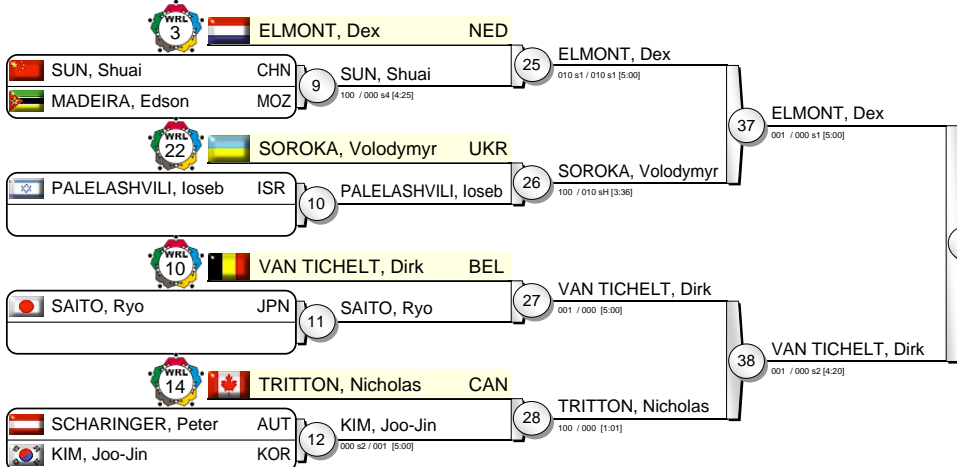 WRL
3
ELMONT, Dex NED
SUN, Shuai CHN
MADEIRA, Edson MOZ
9
SUN, Shuai
100 / 000 s4 [4:25]
25
ELMONT, Dex
010 s1 / 010 s1 [5:00]
WRL
22
SOROKA, Volodymyr UKR
PALELASHVILI, Ioseb ISR
10
PALELASHVILI, Ioseb
26
SOROKA, Volodymyr
100 / 010 sH [3:36]
37
ELMONT, Dex
001 / 000 s1 [5:00]
WRL
10
VAN TICHELT, Dirk BEL
SAITO, Ryo JPN
11
SAITO, Ryo
27
VAN TICHELT, Dirk
001 / 000 [5:00]
WRL
14
TRITTON, Nicholas CAN
SCHARINGER, Peter AUT
KIM, Joo-Jin KOR
12
KIM, Joo-Jin
000 s2 / 001 [5:00]
28
TRITTON, Nicholas
100 / 000 [1:01]
38
VAN TICHELT, Dirk
001 / 000 s2 [4:20]